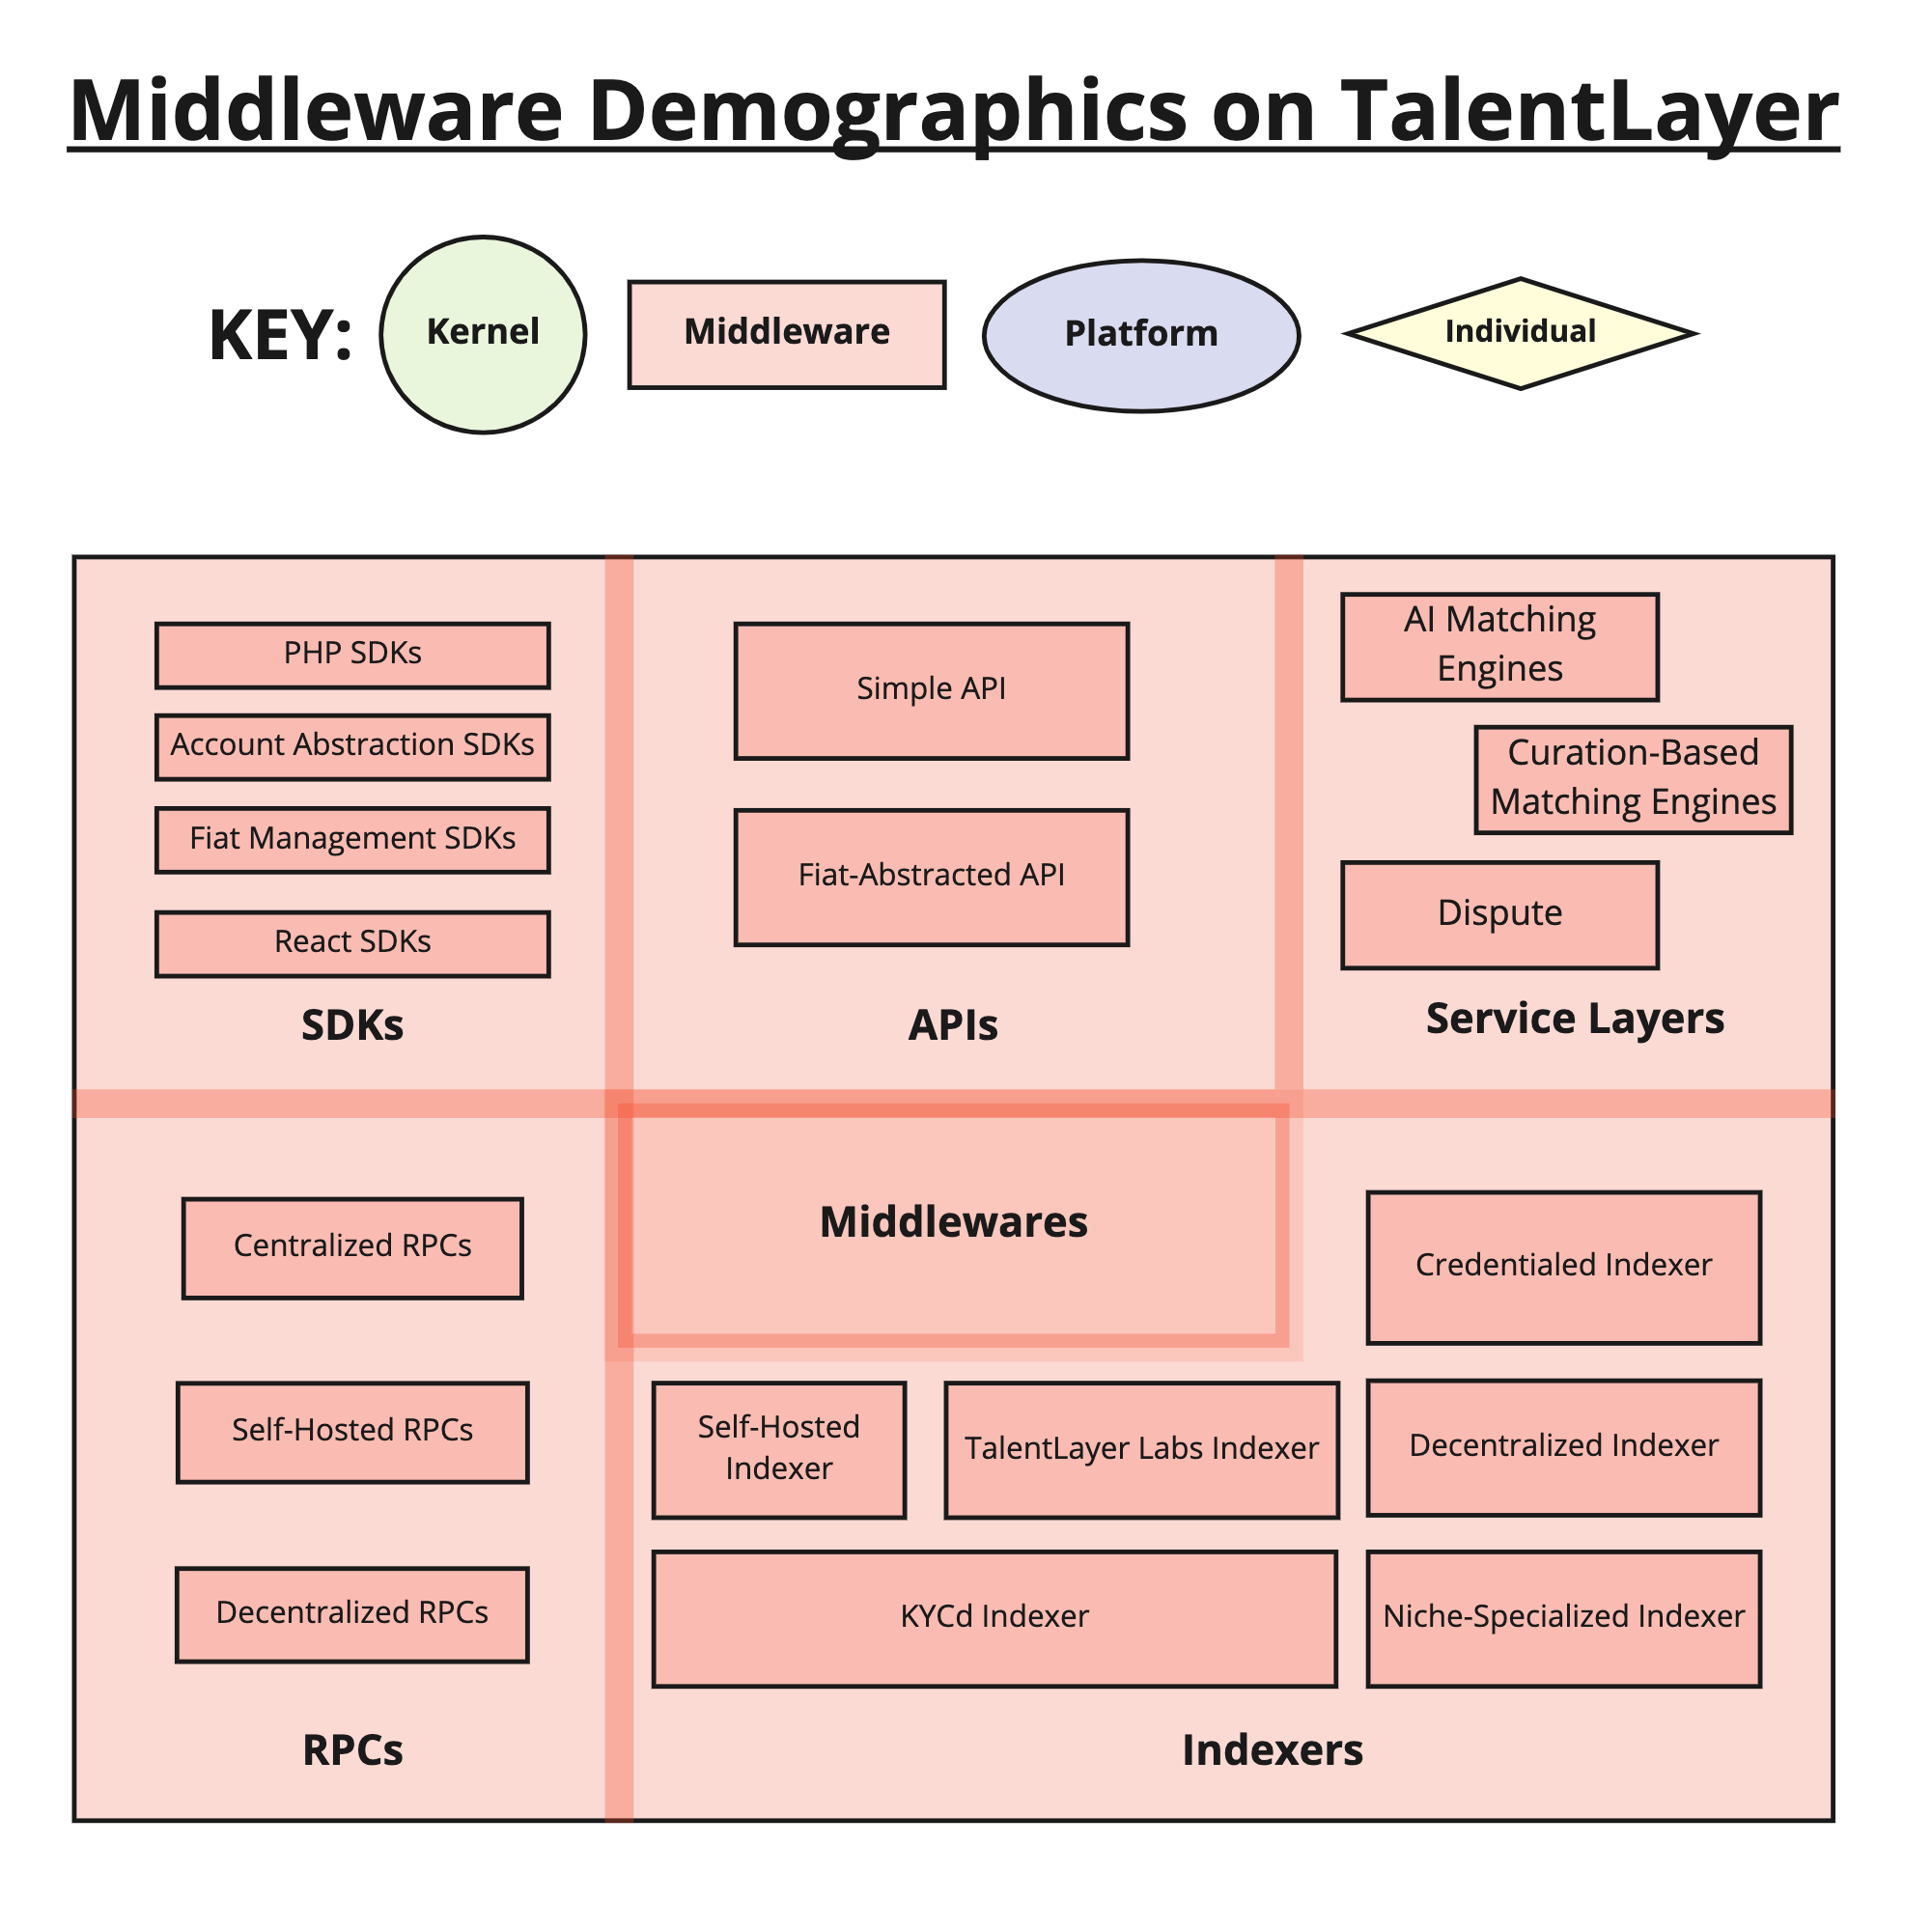 Middleware Demographics on TalentLayer
KEY:
Kernel
Middleware
Platform
Individual
PHP SDKs
Account Abstraction SDKs
Fiat Management SDKs
React SDKs
SDKs
Simple API
Fiat-Abstracted API
APIs
AI Matching
Engines
Curation-Based
Matching Engines
Dispute
Service Layers
Centralized RPCs
Self-Hosted RPCs
Decentralized RPCs
RPCs
Middlewares
Credentialed Indexer
Self-Hosted
Indexer
TalentLayer Labs Indexer
Decentralized Indexer
KYCd Indexer
Niche-Specialized Indexer
Indexers